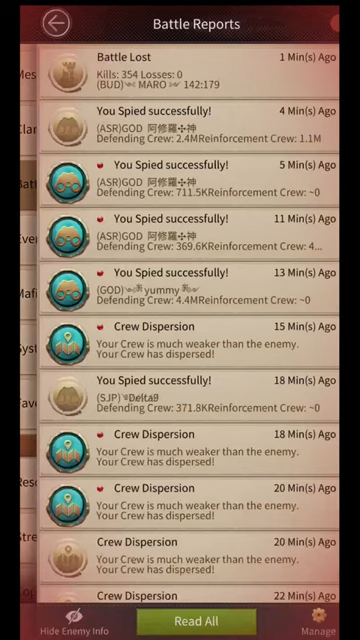 Battle Reports
Battle Lost 1 Min(s) Ago
Kills: 354 Losses: 0
(BUD) MARO 142:179
You Spied successfully! 4 Min(s) Ago
(ASR)GOD 阿修羅✣神
Defending Crew: 2.4MReinforcement Crew: 1.1M
You Spied successfully! 5 Min(s) Ago
(ASR)GOD 阿修羅✣神
Defending Crew: 711.5KReinforcement Crew: ~0
You Spied successfully! 11 Min(s) Ago
(ASR)GOD 阿修羅✣神
Defending Crew: 369.6KReinforcement Crew: 4...
You Spied successfully! 13 Min(s) Ago
(GOD) yummy
Defending Crew: 4.4MReinforcement Crew: ~0
Crew Dispersion 15 Min(s) Ago
Your Crew is much weaker than the enemy.
Your Crew has dispersed!
You Spied successfully! 18 Min(s) Ago
(SJP) Delta9
Defending Crew: 371.8KReinforcement Crew: ~0
Crew Dispersion 18 Min(s) Ago
Your Crew is much weaker than the enemy.
Your Crew has dispersed!
Crew Dispersion 20 Min(s) Ago
Your Crew is much weaker than the enemy.
Your Crew has dispersed!
Crew Dispersion 20 Min(s) Ago
Your Crew is much weaker than the enemy.
Your Crew has dispersed!
Crew Dispersion 22 Min(s) Ago
Hide Enemy Info
Read All
Manage